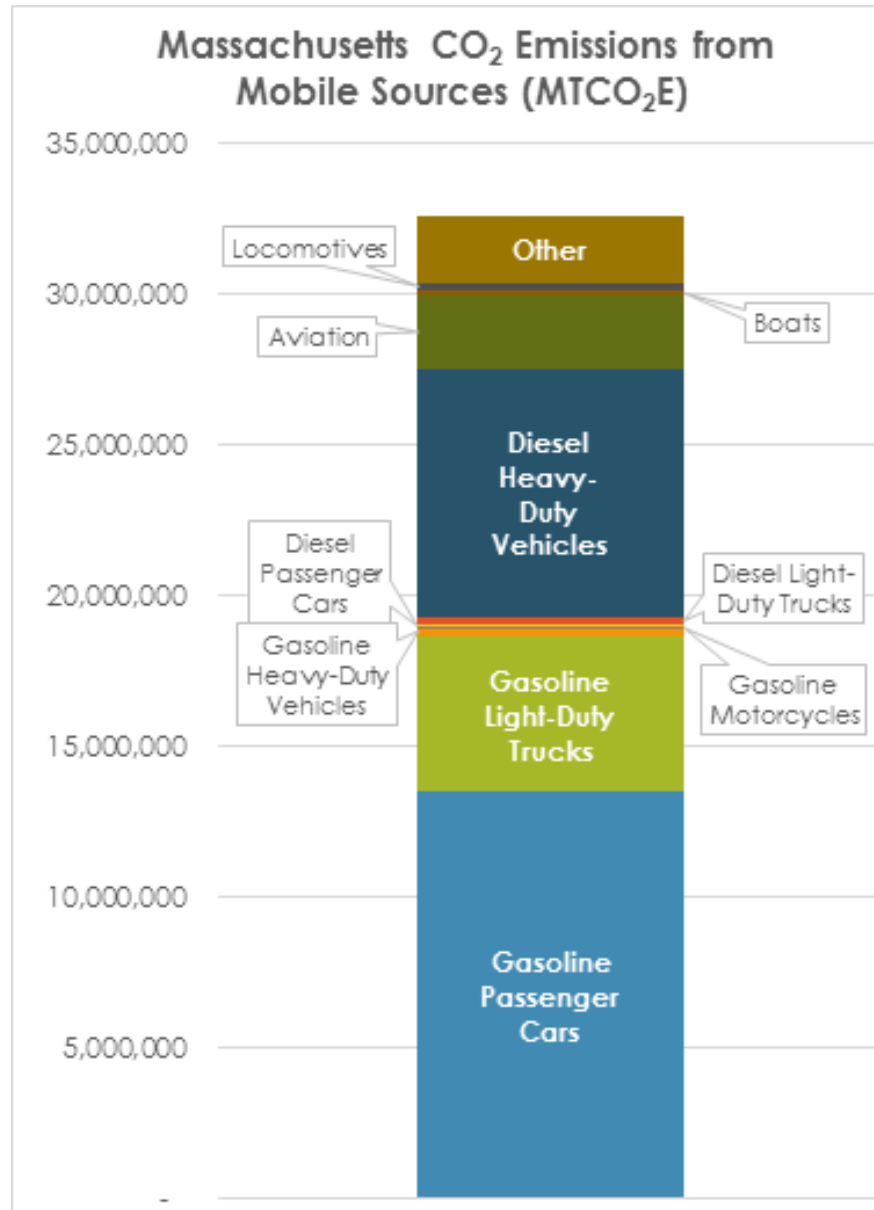 Massachusetts CO₂ Emissions from
Mobile Sources (MTCO₂E)
35,000,000
Locomotives
Other
30,000,000
Boats
Aviation
25,000,000
Diesel
Heavy-
Duty
Vehicles
Diesel
Passenger
Cars
Diesel Light-
Duty Trucks
20,000,000
Gasoline
Heavy-Duty
Vehicles
Gasoline
Light-Duty
Trucks
Gasoline
Motorcycles
15,000,000
10,000,000
Gasoline
Passenger
Cars
5,000,000
-